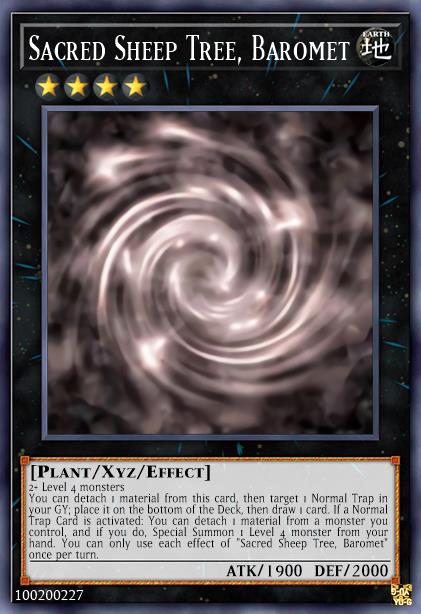 SACRED SHEEP TREE, BAROMET
EARTH
地
[PLANT/XYZ/EFFECT]
2+ Level 4 monsters
You can detach 1 material from this card, then target 1 Normal Trap in
your GY; place it on the bottom of the Deck, then draw 1 card. If a Normal
Trap Card is activated: You can detach 1 material from a monster you
control, and if you do, Special Summon 1 Level 4 monster from your
hand. You can only use each effect of "Sacred Sheep Tree, Baromet"
once per turn.
ATK/1900 DEF/2000
100200227